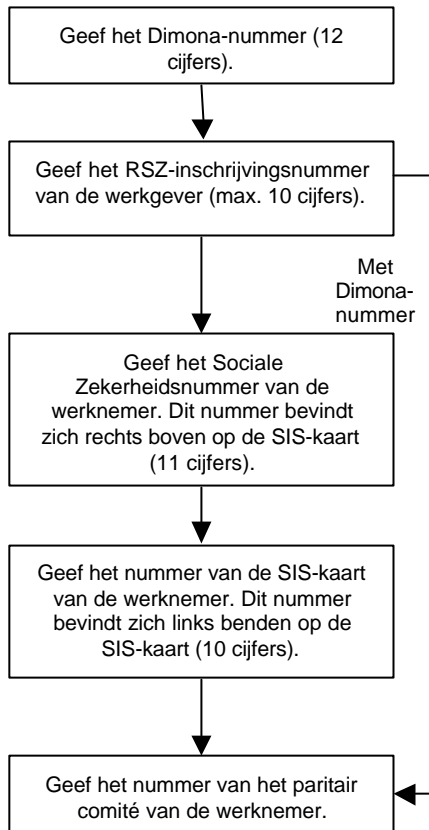 Geef het Dimona-nummer (12
cijfers).
Geef het RSZ-inschrijvingsnummer
van de werkgever (max. 10 cijfers).
Met
Dimona-
nummer
Geef het Sociale
Zekerheidsnummer van de
werknemer. Dit nummer bevindt
zich rechts boven op de SIS-kaart
(11 cijfers).
Geef het nummer van de SIS-kaart
van de werknemer. Dit nummer
bevindt zich links benden op de
SIS-kaart (10 cijfers).
Geef het nummer van het paritair
comité van de werknemer.